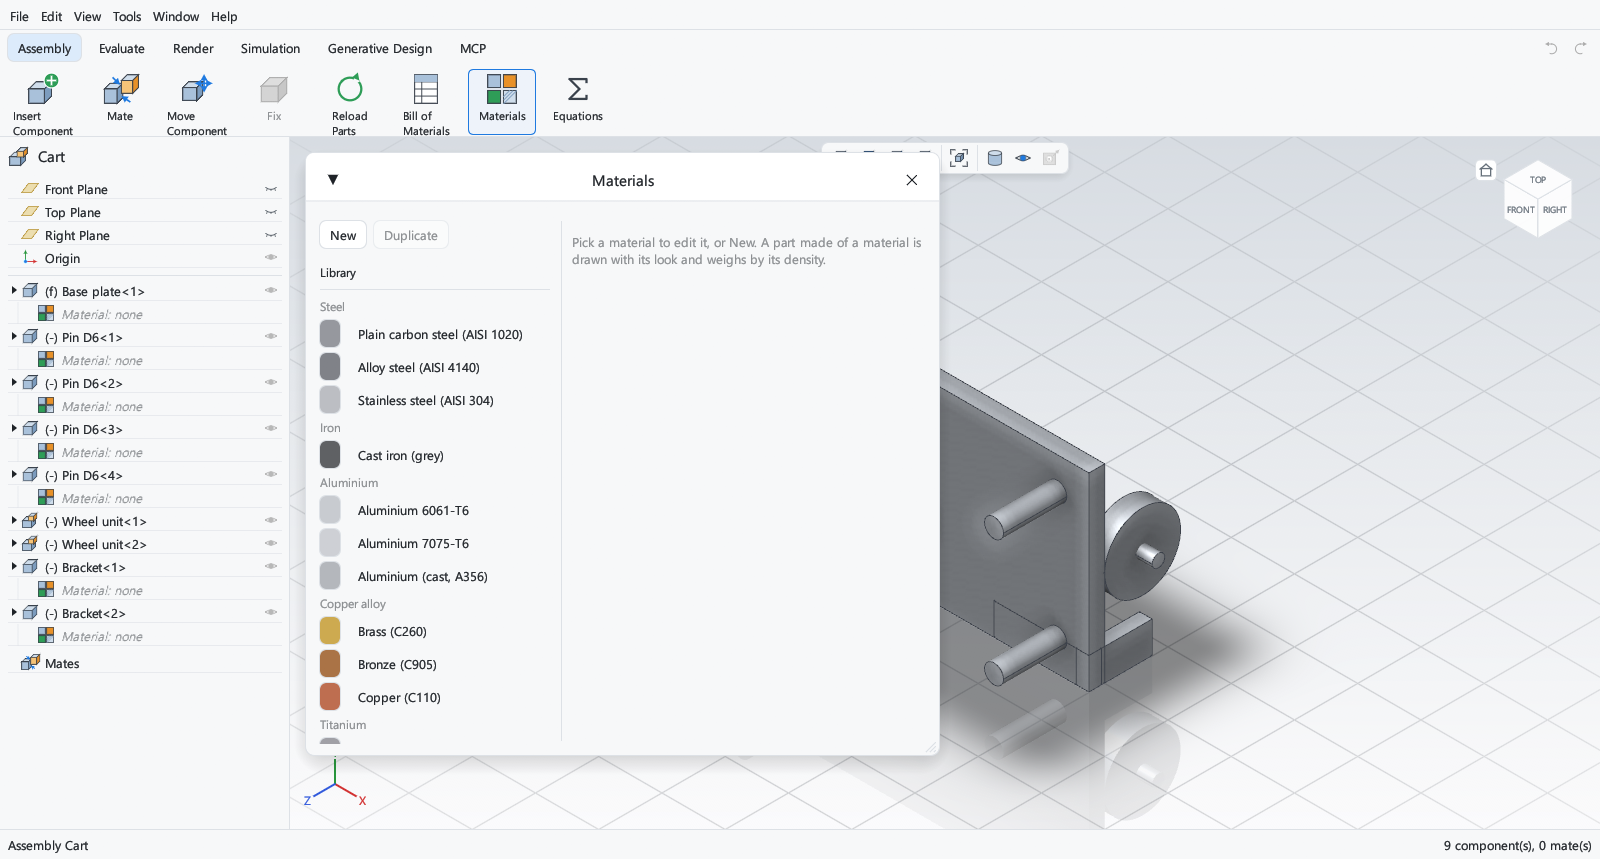 File Edit View Tools Window Help
Assembly Evaluate Render Simulation Generative Design MCP
Insert Component
Mate
Move Component
Fix
Reload Parts
Bill of Materials
Materials
Equations
Cart
Front Plane
Top Plane
Right Plane
Origin
(f) Base plate<1>
Material: none
(-) Pin D6<1>
Material: none
(-) Pin D6<2>
Material: none
(-) Pin D6<3>
Material: none
(-) Pin D6<4>
Material: none
(-) Wheel unit<1>
(-) Wheel unit<2>
(-) Bracket<1>
Material: none
(-) Bracket<2>
Material: none
Mates
Materials
New Duplicate
Library
Steel
Plain carbon steel (AISI 1020)
Alloy steel (AISI 4140)
Stainless steel (AISI 304)
Iron
Cast iron (grey)
Aluminium
Aluminium 6061-T6
Aluminium 7075-T6
Aluminium (cast, A356)
Copper alloy
Brass (C260)
Bronze (C905)
Copper (C110)
Titanium
Pick a material to edit it, or New. A part made of a material is
drawn with its look and weighs by its density.
TOP
FRONT RIGHT
Z X
Assembly Cart
9 component(s), 0 mate(s)